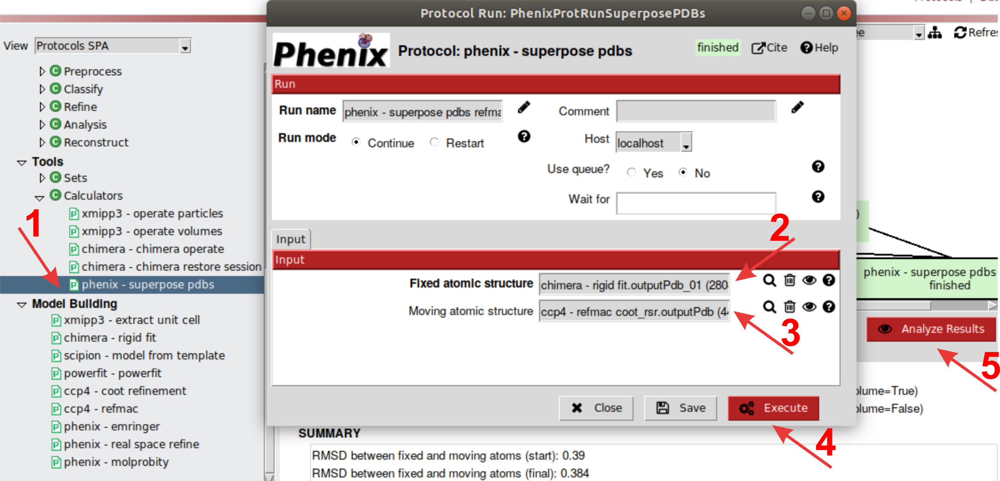 Protocol Run: PhenixProtRunSuperposePDBs
View Protocols SPA
Preprocess
Classify
Refine
Analysis
Reconstruct
Tools
Sets
Calculators
xmipp3 - operate particles
xmipp3 - operate volumes
chimera - chimera operate
chimera - chimera restore session
phenix - superpose pdbs
Model Building
xmipp3 - extract unit cell
chimera - rigid fit
scipion - model from template
powerfit - powerfit
ccp4 - coot refinement
ccp4 - refmac
phenix - emringer
phenix - real space refine
phenix - molprobity
1
Phenix Protocol: phenix - superpose pdbs finished Cite Help
Run
Run name phenix - superpose pdbs refma Comment
Run mode Continue Restart Host localhost
Use queue? Yes No
Wait for
Input
Input
2
Fixed atomic structure chimera - rigid fit.outputPdb_01 (280
Moving atomic structure ccp4 - refmac coot_rsr.outputPdb (44
3
Close Save Execute
4
ee Refres
)
phenix - superpose pdbs
finished
Analyze Results
5
olume=True)
olume=False)
SUMMARY
RMSD between fixed and moving atoms (start): 0.39
RMSD between fixed and moving atoms (final): 0.384